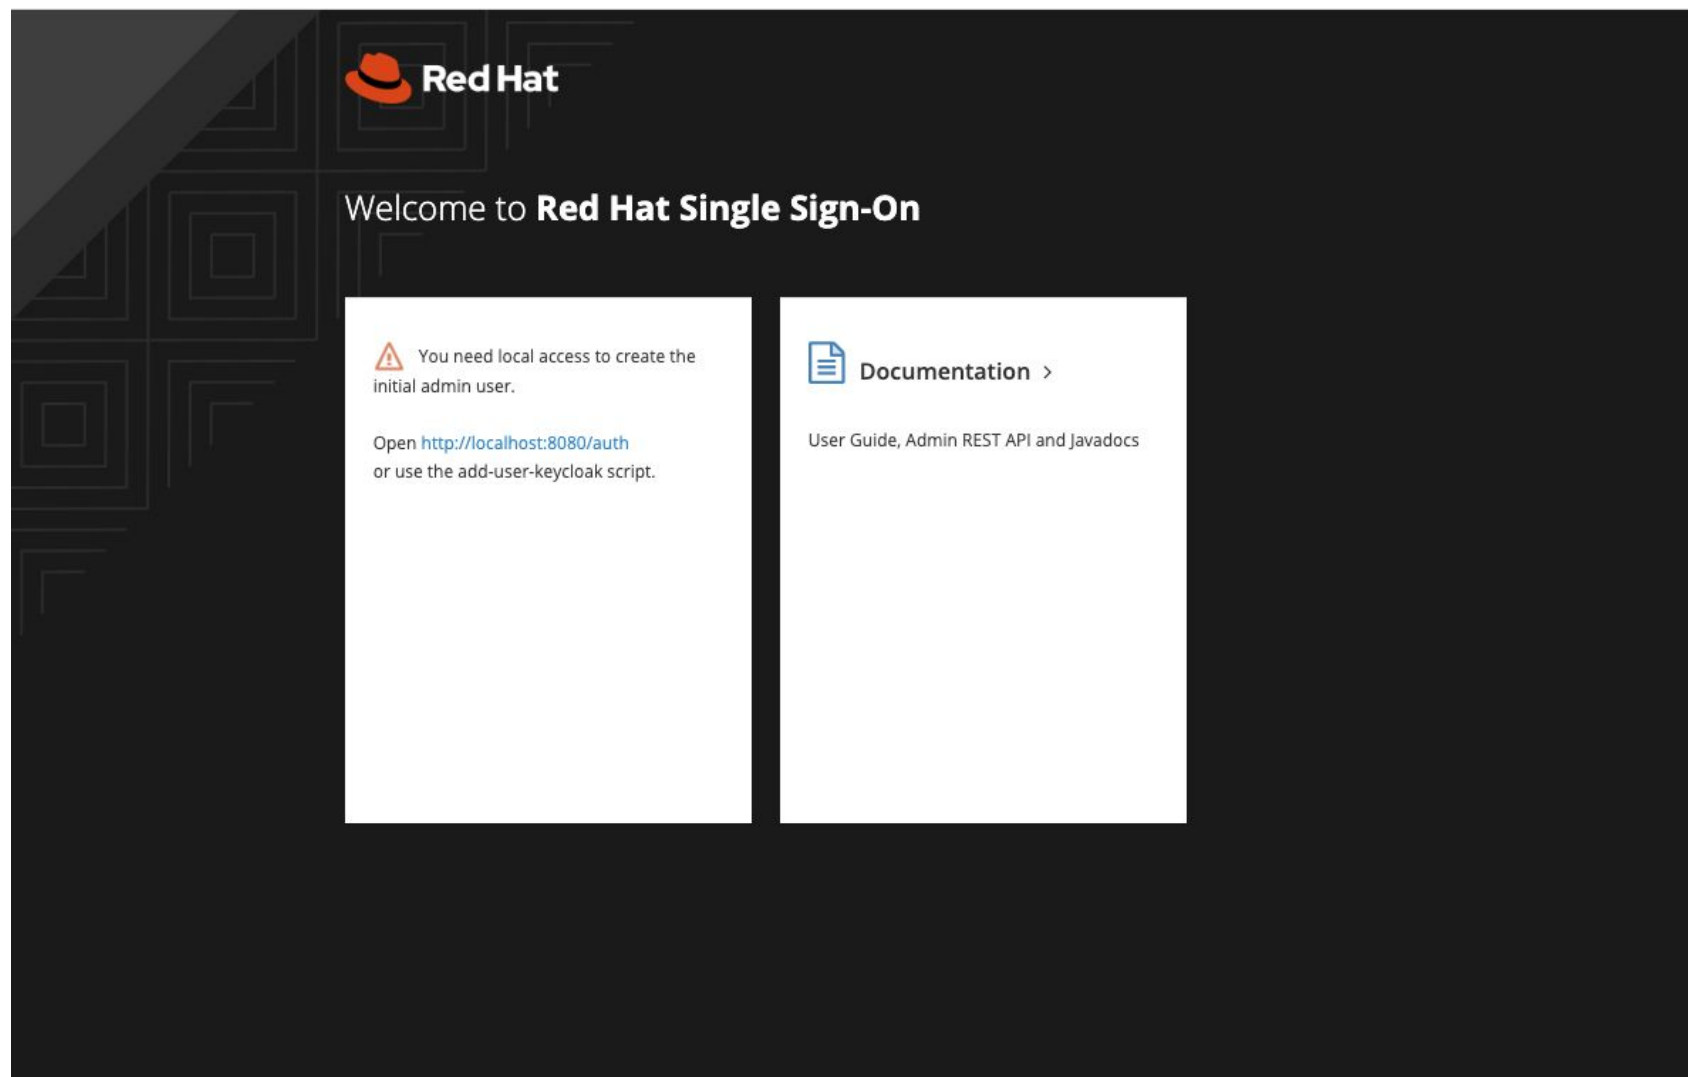 Red Hat
Welcome to Red Hat Single Sign-On
You need local access to create the
initial admin user.
Open http://localhost:8080/auth
or use the add-user-keycloak script.
Documentation >
User Guide, Admin REST API and Javadocs